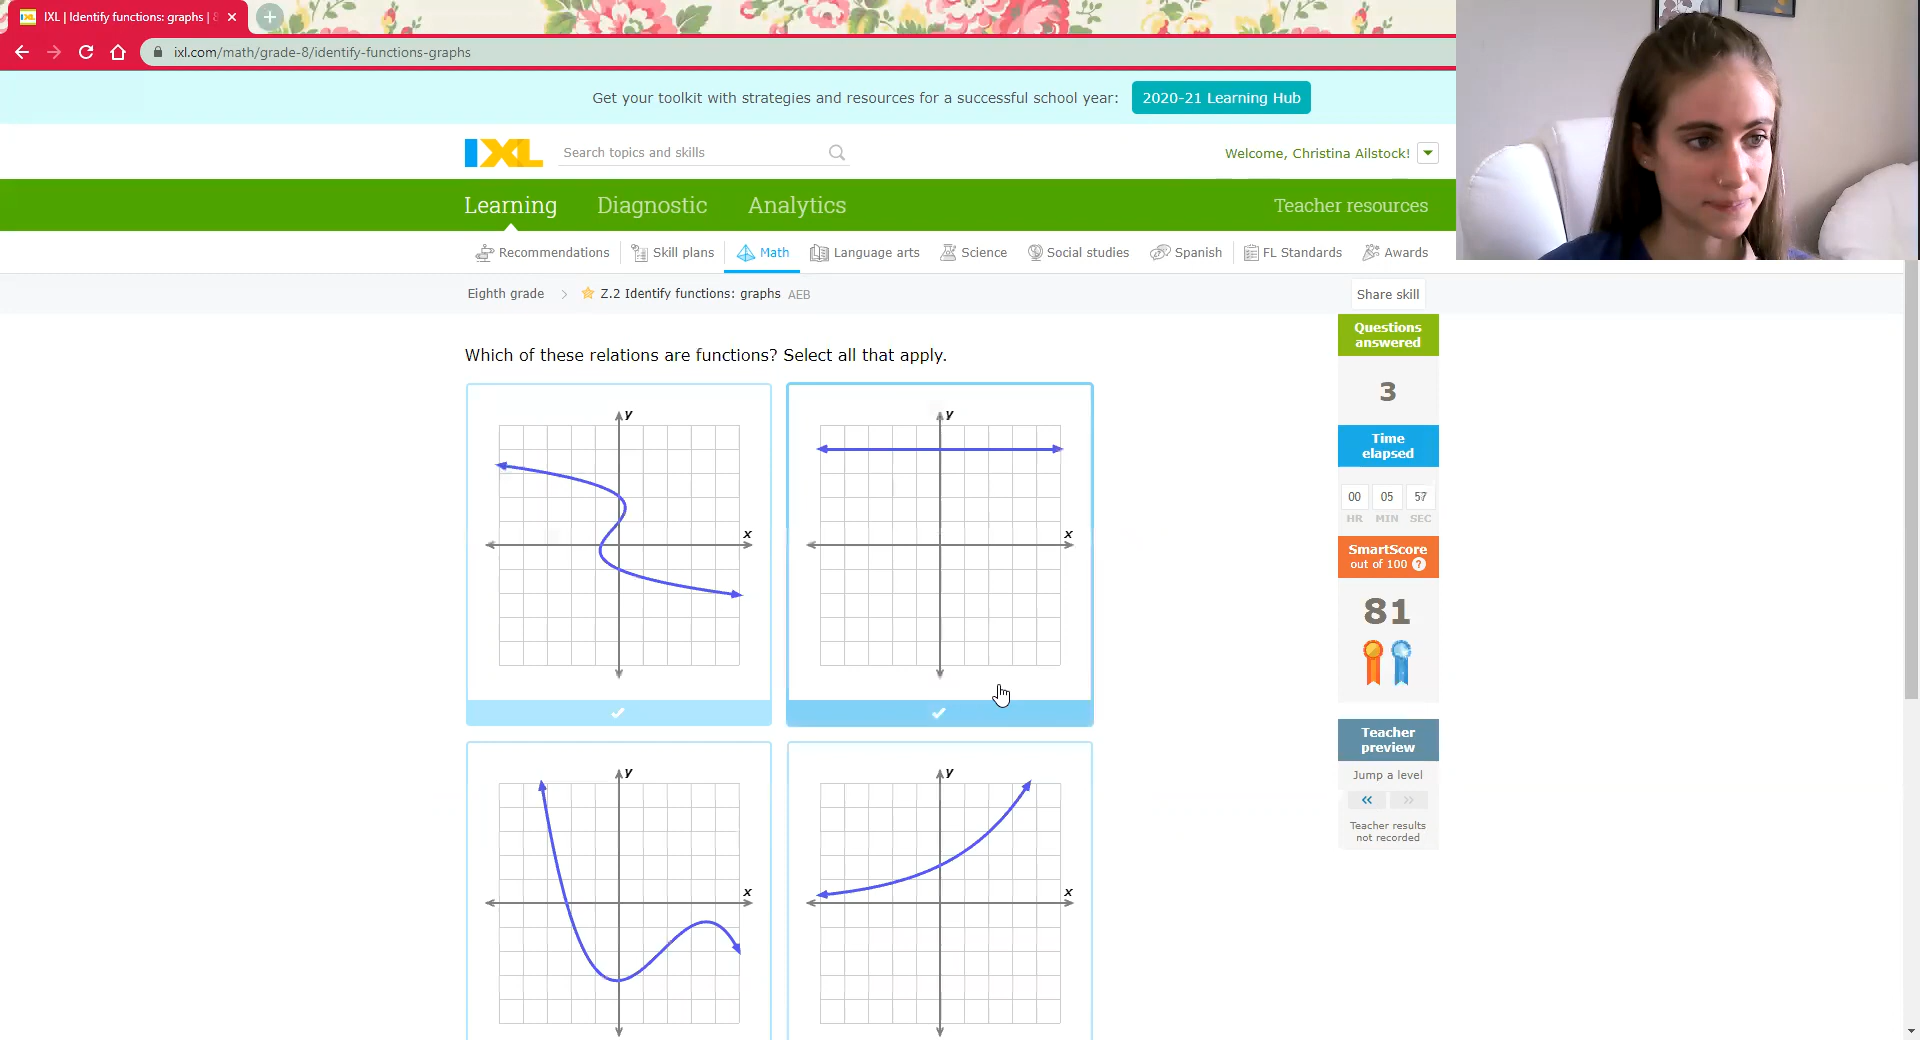 IXL | Identify functions: graphs |
ixl.com/math/grade-8/identify-functions-graphs
Get your toolkit with strategies and resources for a successful school year:
2020-21 Learning Hub
IXL
Search topics and skills
Welcome, Christina Ailstock!
Learning
Diagnostic
Analytics
Teacher resources
Recommendations
Skill plans
Math
Language arts
Science
Social studies
Spanish
FL Standards
Awards
Eighth grade
Z.2 Identify functions: graphs AEB
Share skill
Which of these relations are functions? Select all that apply.
y
x
y
x
y
x
y
x
Questions
answered
3
Time
elapsed
00 05 57
HR MIN SEC
SmartScore
out of 100 ?
81
Teacher
preview
Jump a level
Teacher results
not recorded